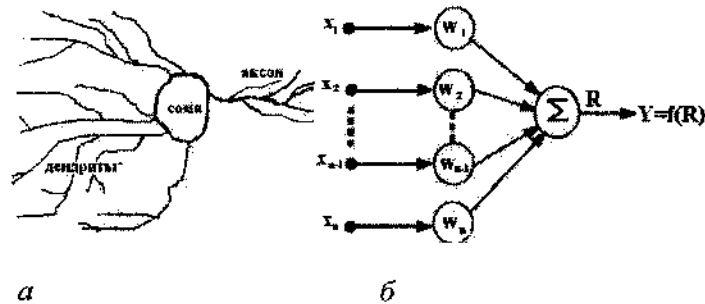 аксон
сома
дендриты
x₁ W₁
x₂ W₂
Σ R Y=f(R)
xₙ₋₁ Wₙ₋₁
xₙ Wₙ
а б